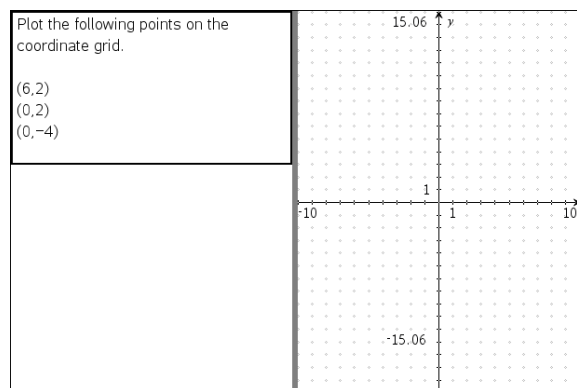 Plot the following points on the
coordinate grid.
(6,2)
(0,2)
(0,−4)
15.06 y
1
-10 1 10
-15.06